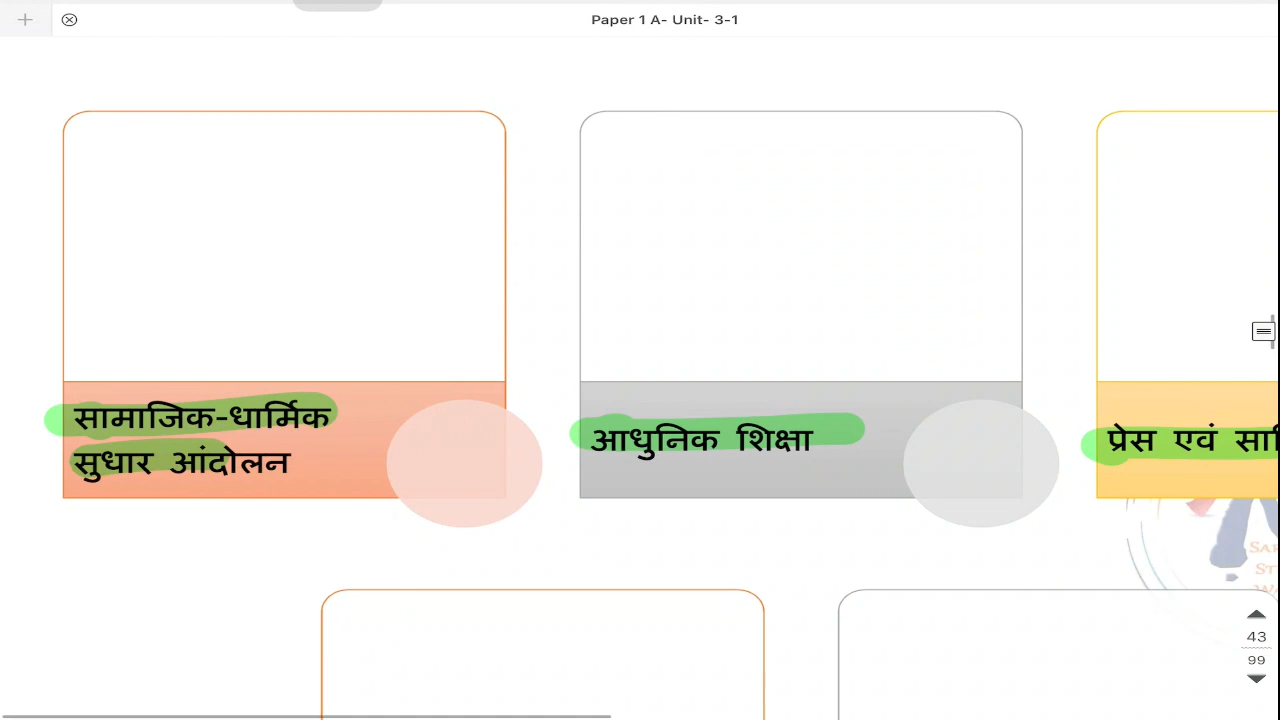 Paper 1 A- Unit- 3-1
सामाजिक-धार्मिक
सुधार आंदोलन
आधुनिक शिक्षा
प्रेस एवं
43
99